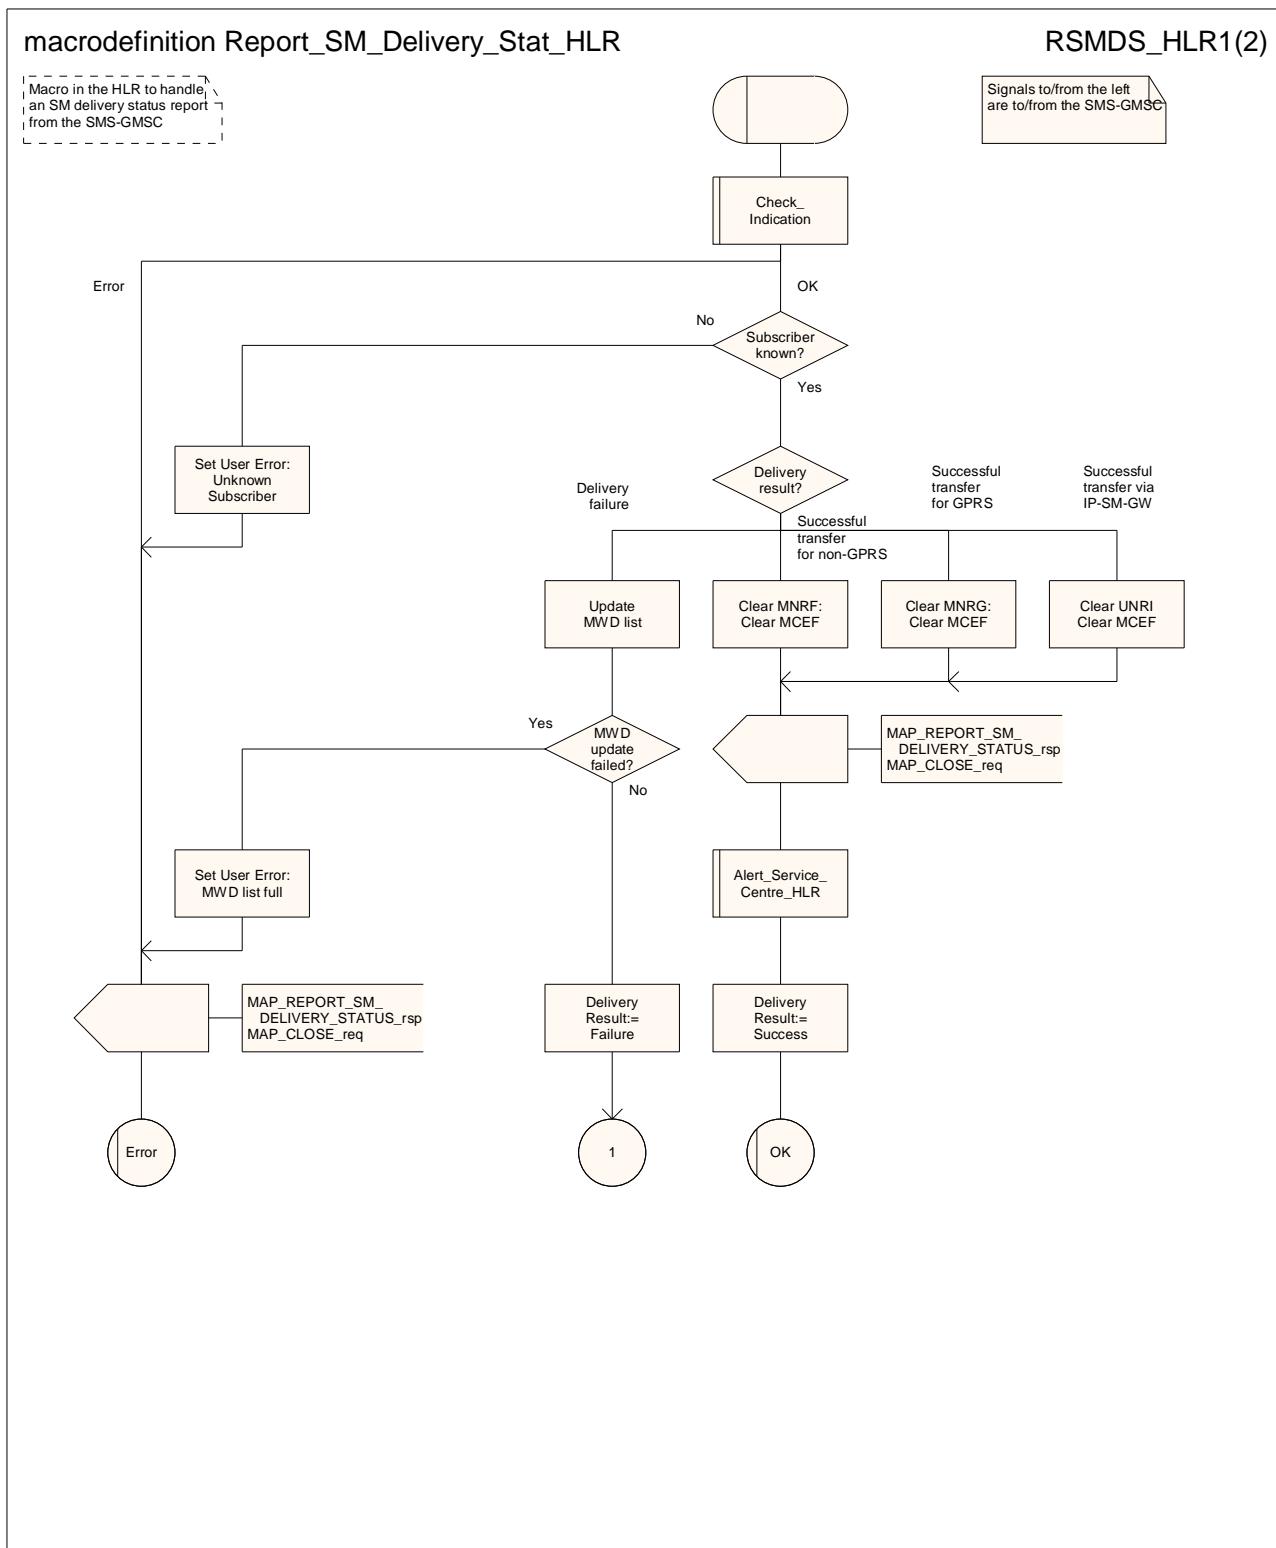 macrodefinition Report_SM_Delivery_Stat_HLR
RSMDS_HLR1(2)
Macro in the HLR to handle
an SM delivery status report
from the SMS-GMSC
Signals to/from the left
are to/from the SMS-GMSC
Check_
Indication
Error
OK
No
Subscriber
known?
Yes
Set User Error:
Unknown
Subscriber
Delivery
result?
Delivery
failure
Successful
transfer
for non-GPRS
Successful
transfer
for GPRS
Successful
transfer via
IP-SM-GW
Update
MWD list
Clear MNRF:
Clear MCEF
Clear MNRG:
Clear MCEF
Clear UNRI
Clear MCEF
Yes
MWD
update
failed?
No
MAP_REPORT_SM_
DELIVERY_STATUS_rsp
MAP_CLOSE_req
Set User Error:
MWD list full
Alert_Service_
Centre_HLR
MAP_REPORT_SM_
DELIVERY_STATUS_rsp
MAP_CLOSE_req
Delivery
Result:=
Failure
Delivery
Result:=
Success
Error
1
OK